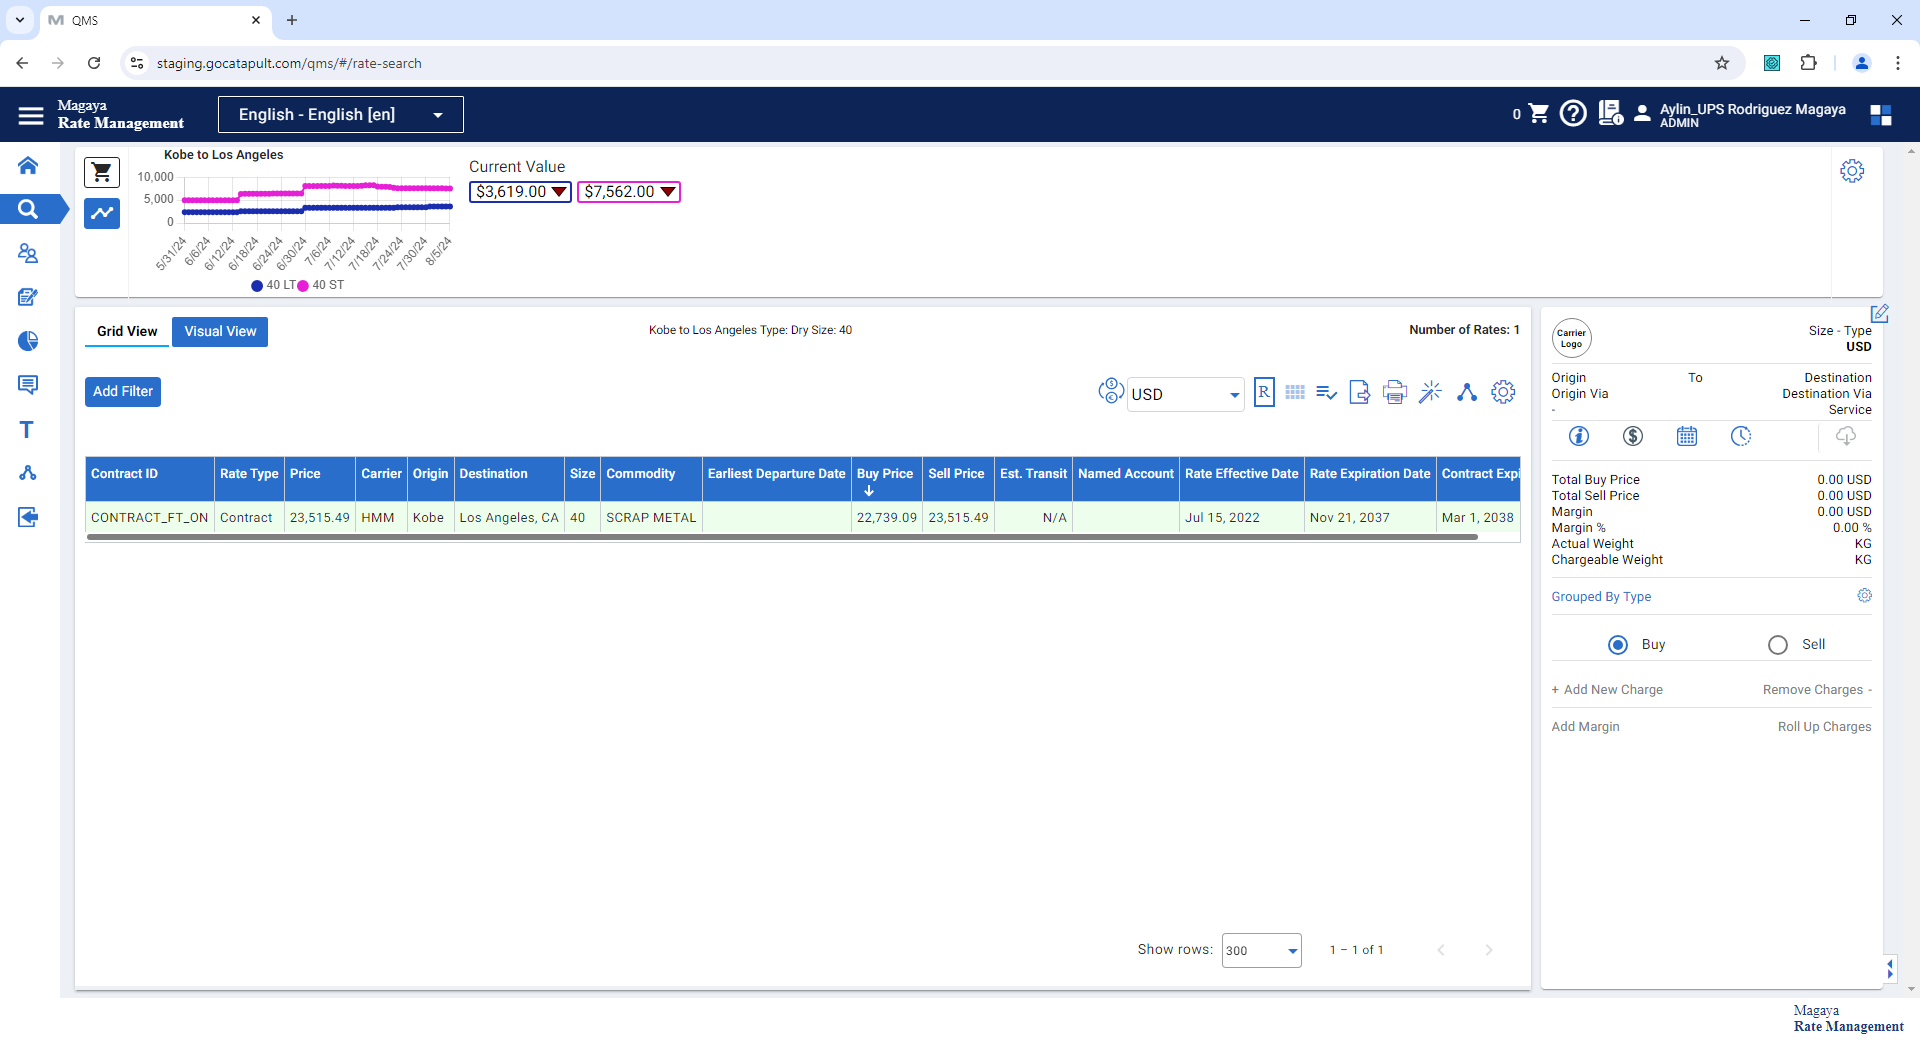 QMS
staging.gocatapult.com/qms/#/rate-search
Magaya
Rate Management
English - English [en]
0
Aylin_UPS Rodriguez Magaya
ADMIN
Kobe to Los Angeles
10,000
5,000
0
5/31/24
6/6/24
6/12/24
6/18/24
6/24/24
6/30/24
7/6/24
7/12/24
7/18/24
7/24/24
7/30/24
8/5/24
40 LT 40 ST
Current Value
$3,619.00 $7,562.00
Grid View Visual View
Kobe to Los Angeles Type: Dry Size: 40
Number of Rates: 1
Add Filter
USD
R
Contract ID Rate Type Price Carrier Origin Destination Size Commodity Earliest Departure Date Buy Price Sell Price Est. Transit Named Account Rate Effective Date Rate Expiration Date Contract Expi
CONTRACT_FT_ON Contract 23,515.49 HMM Kobe Los Angeles, CA 40 SCRAP METAL 22,739.09 23,515.49 N/A Jul 15, 2022 Nov 21, 2037 Mar 1, 2038
Show rows: 300 1 – 1 of 1
Carrier
Logo
Size - Type
USD
Origin To Destination
Origin Via Destination Via
- Service
Total Buy Price 0.00 USD
Total Sell Price 0.00 USD
Margin 0.00 USD
Margin % 0.00 %
Actual Weight KG
Chargeable Weight KG
Grouped By Type
Buy Sell
+ Add New Charge Remove Charges -
Add Margin Roll Up Charges
Magaya
Rate Management